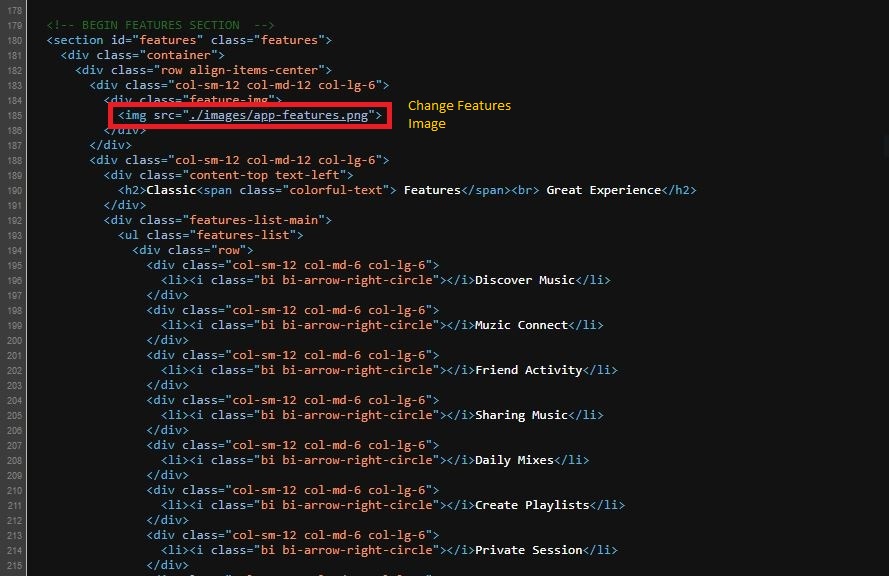 178
179 <!-- BEGIN FEATURES SECTION  -->
180 <section id="features" class="features">
181 <div class="container">
182 <div class="row align-items-center">
183 <div class="col-sm-12 col-md-12 col-lg-6">
184 <div class="feature-img">
185 <img src="./images/app-features.png">
Change Features
Image
186 </div>
187 </div>
188 <div class="col-sm-12 col-md-12 col-lg-6">
189 <div class="content-top text-left">
190 <h2>Classic<span class="colorful-text"> Features</span><br> Great Experience</h2>
191 </div>
192 <div class="features-list-main">
193 <ul class="features-list">
194 <div class="row">
195 <div class="col-sm-12 col-md-6 col-lg-6">
196 <li><i class="bi bi-arrow-right-circle"></i>Discover Music</li>
197 </div>
198 <div class="col-sm-12 col-md-6 col-lg-6">
199 <li><i class="bi bi-arrow-right-circle"></i>Muzic Connect</li>
200 </div>
201 <div class="col-sm-12 col-md-6 col-lg-6">
202 <li><i class="bi bi-arrow-right-circle"></i>Friend Activity</li>
203 </div>
204 <div class="col-sm-12 col-md-6 col-lg-6">
205 <li><i class="bi bi-arrow-right-circle"></i>Sharing Music</li>
206 </div>
207 <div class="col-sm-12 col-md-6 col-lg-6">
208 <li><i class="bi bi-arrow-right-circle"></i>Daily Mixes</li>
209 </div>
210 <div class="col-sm-12 col-md-6 col-lg-6">
211 <li><i class="bi bi-arrow-right-circle"></i>Create Playlists</li>
212 </div>
213 <div class="col-sm-12 col-md-6 col-lg-6">
214 <li><i class="bi bi-arrow-right-circle"></i>Private Session</li>
215 </div>